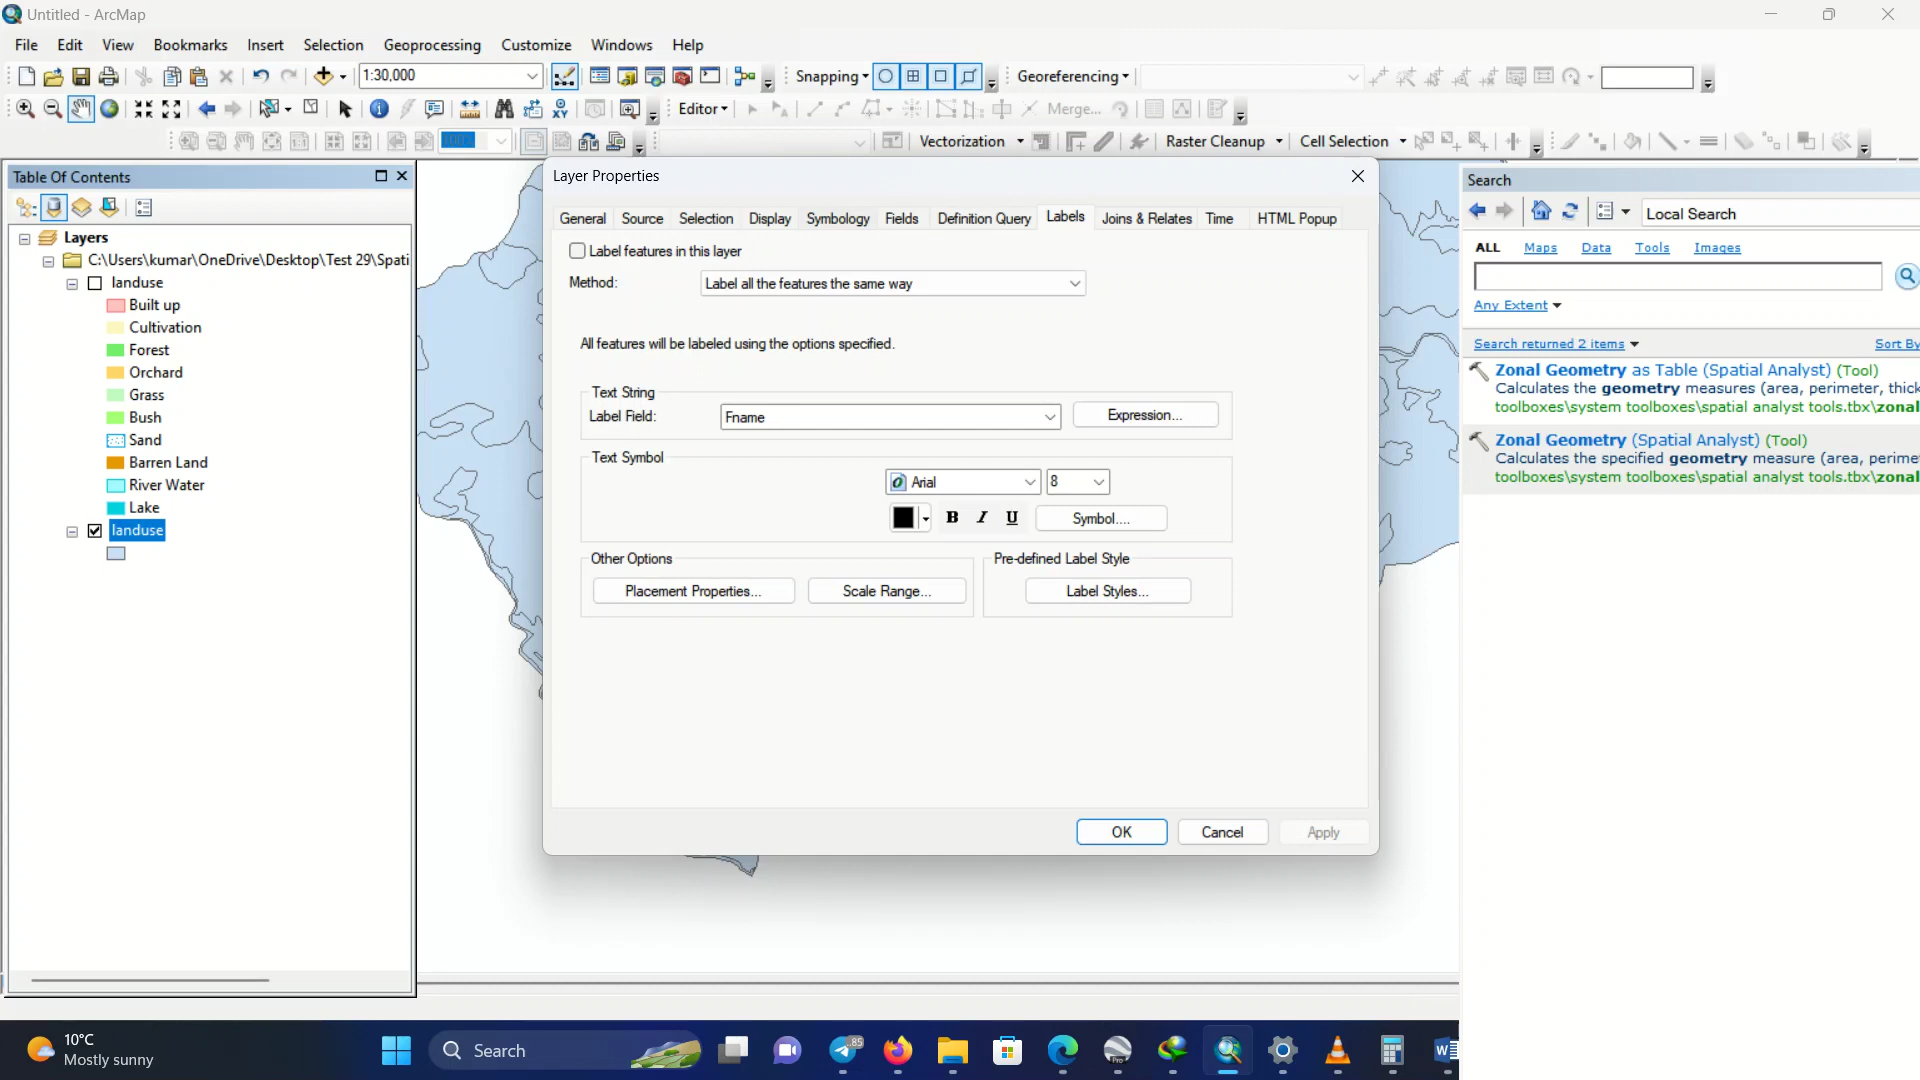 Untitled - ArcMap
File Edit View Bookmarks Insert Selection Geoprocessing Customize Windows Help
1:30,000 Snapping Georeferencing
Editor Merge...
Vectorization Raster Cleanup Cell Selection
Table Of Contents
Layers
C:\Users\kumar\OneDrive\Desktop\Test 29\Spati
landuse
Built up
Cultivation
Forest
Orchard
Grass
Bush
Sand
Barren Land
River Water
Lake
landuse
Layer Properties
General Source Selection Display Symbology Fields Definition Query Labels Joins & Relates Time HTML Popup
Label features in this layer
Method: Label all the features the same way
All features will be labeled using the options specified.
Text String
Label Field: Fname Expression...
Text Symbol
Arial 8
B I U Symbol....
Other Options Pre-defined Label Style
Placement Properties... Scale Range... Label Styles...
OK Cancel Apply
Search
Local Search
ALL Maps Data Tools Images
Any Extent
Search returned 2 items Sort By
Zonal Geometry as Table (Spatial Analyst) (Tool)
Calculates the geometry measures (area, perimeter, thick
toolboxes\system toolboxes\spatial analyst tools.tbx\zonal
Zonal Geometry (Spatial Analyst) (Tool)
Calculates the specified geometry measure (area, perime
toolboxes\system toolboxes\spatial analyst tools.tbx\zonal
10°C
Mostly sunny
Search
85
Pro